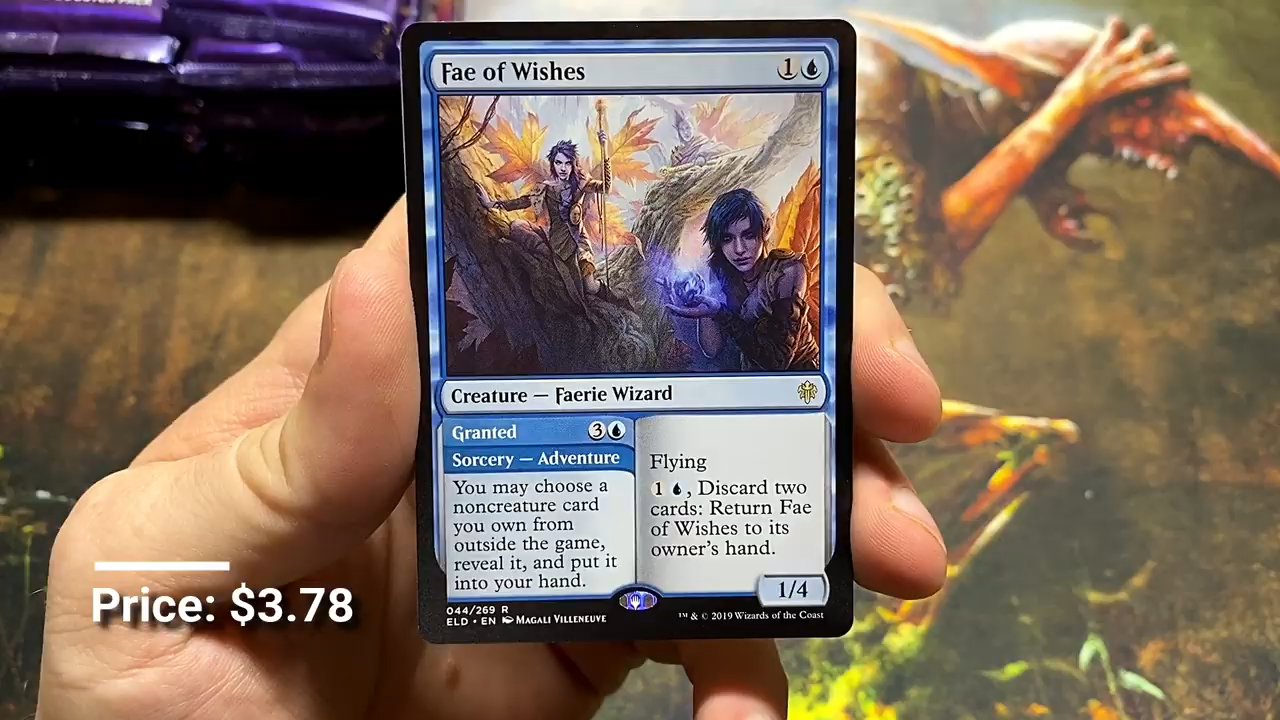 BOOSTER PACK
Fae of Wishes 1
Creature — Faerie Wizard
Granted 3
Sorcery — Adventure
You may choose a
noncreature card
you own from
outside the game,
reveal it, and put it
into your hand.
Flying
1 , Discard two
cards: Return Fae
of Wishes to its
owner's hand.
1/4
044/269 R
ELD • EN Magali Villeneuve
™ & © 2019 Wizards of the Coast
Price: $3.78